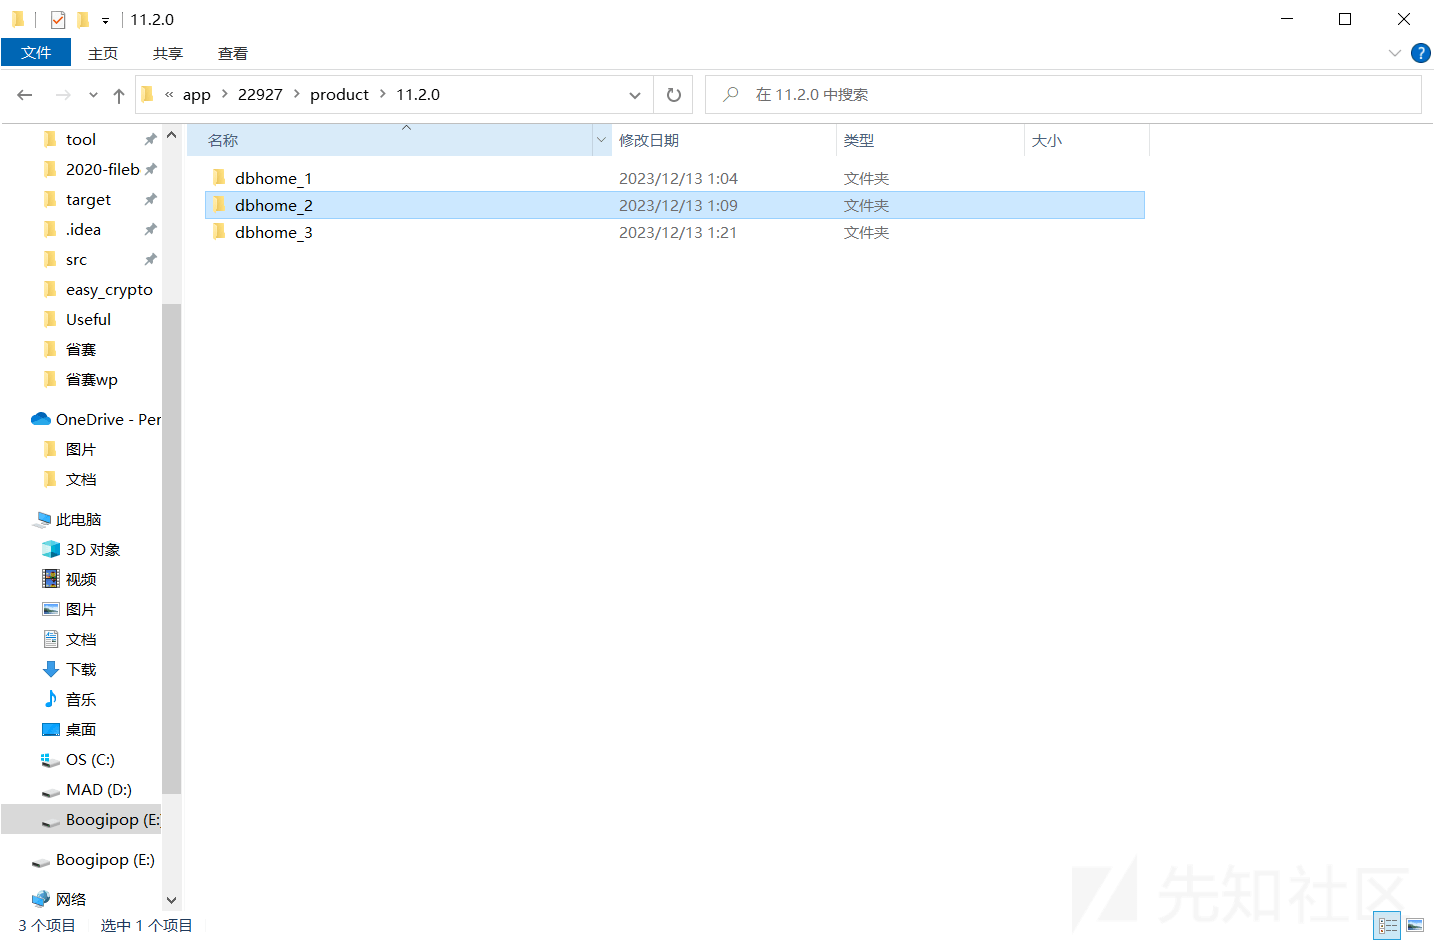 11.2.0
文件 主页 共享 查看
« app › 22927 › product › 11.2.0
在 11.2.0 中搜索
名称 修改日期 类型 大小
dbhome_1 2023/12/13 1:04 文件夹
dbhome_2 2023/12/13 1:09 文件夹
dbhome_3 2023/12/13 1:21 文件夹
tool
2020-fileb
target
.idea
src
easy_crypto
Useful
省赛
省赛wp
OneDrive - Per
图片
文档
此电脑
3D 对象
视频
图片
文档
下载
音乐
桌面
OS (C:)
MAD (D:)
Boogipop (E:
Boogipop (E:)
网络
3 个项目 选中 1 个项目
先知社区